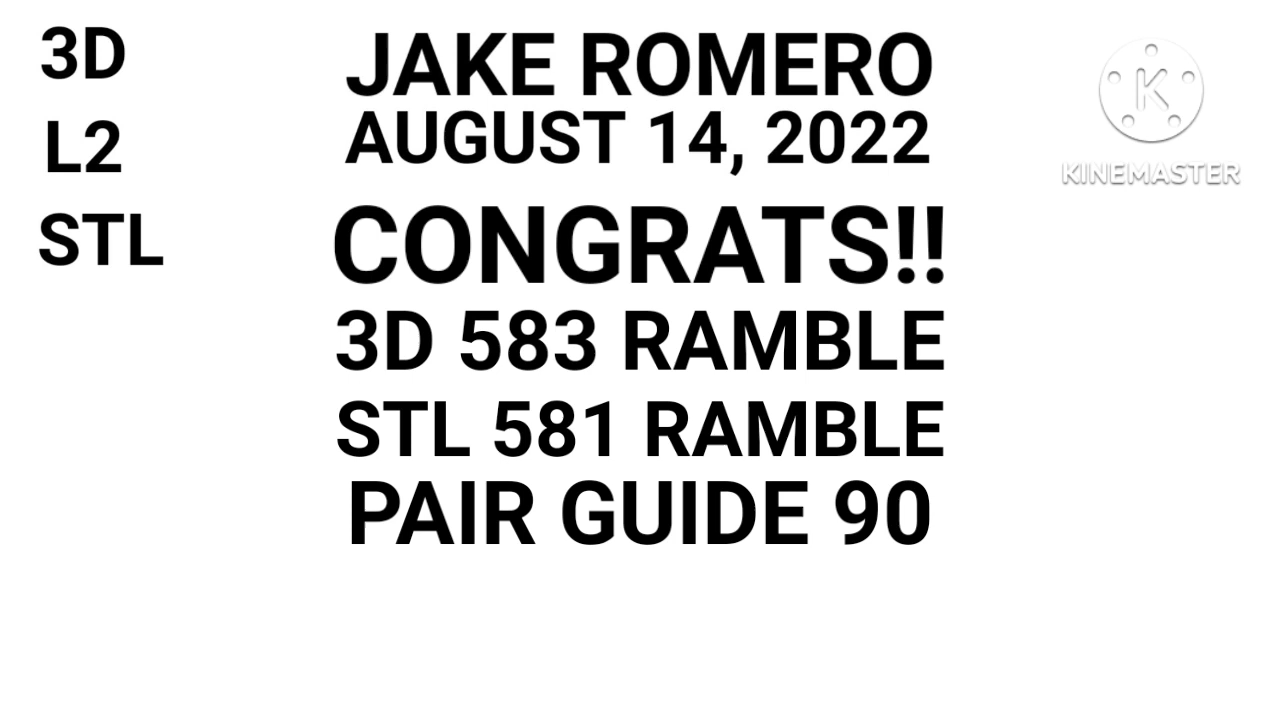 3D
L2
STL
JAKE ROMERO
AUGUST 14, 2022
CONGRATS!!
3D 583 RAMBLE
STL 581 RAMBLE
PAIR GUIDE 90
K
KINEMASTER